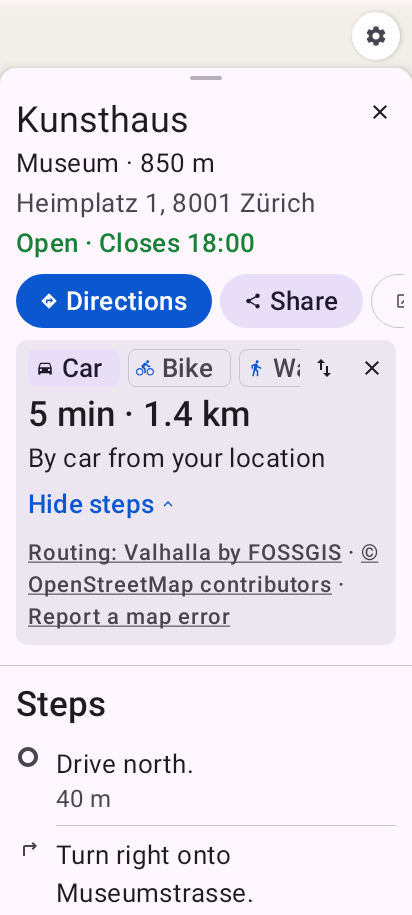 Kunsthaus
Museum · 850 m
Heimplatz 1, 8001 Zürich
Open · Closes 18:00
Directions
Share
Car
Bike
5 min · 1.4 km
By car from your location
Hide steps
Routing: Valhalla by FOSSGIS · ©
OpenStreetMap contributors ·
Report a map error
Steps
Drive north.
40 m
Turn right onto
Museumstrasse.